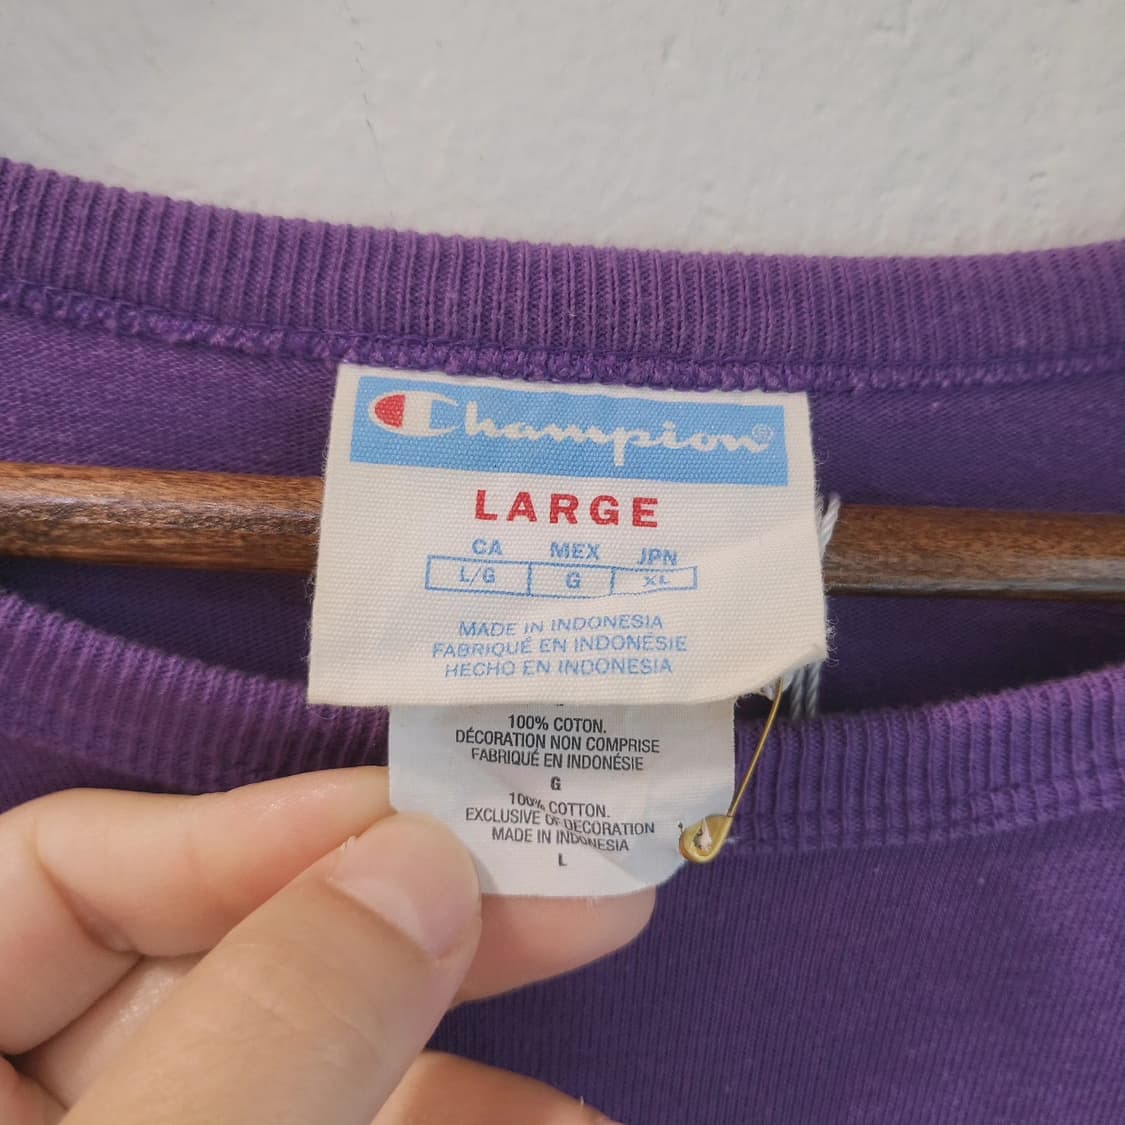 Champion®
LARGE
CA MEX JPN
L/G G XL
MADE IN INDONESIA
FABRIQUÉ EN INDONÉSIE
HECHO EN INDONESIA
100% COTON.
DÉCORATION NON COMPRISE
FABRIQUÉ EN INDONÉSIE
G
100% COTTON.
EXCLUSIVE OF DECORATION
MADE IN INDONESIA
L